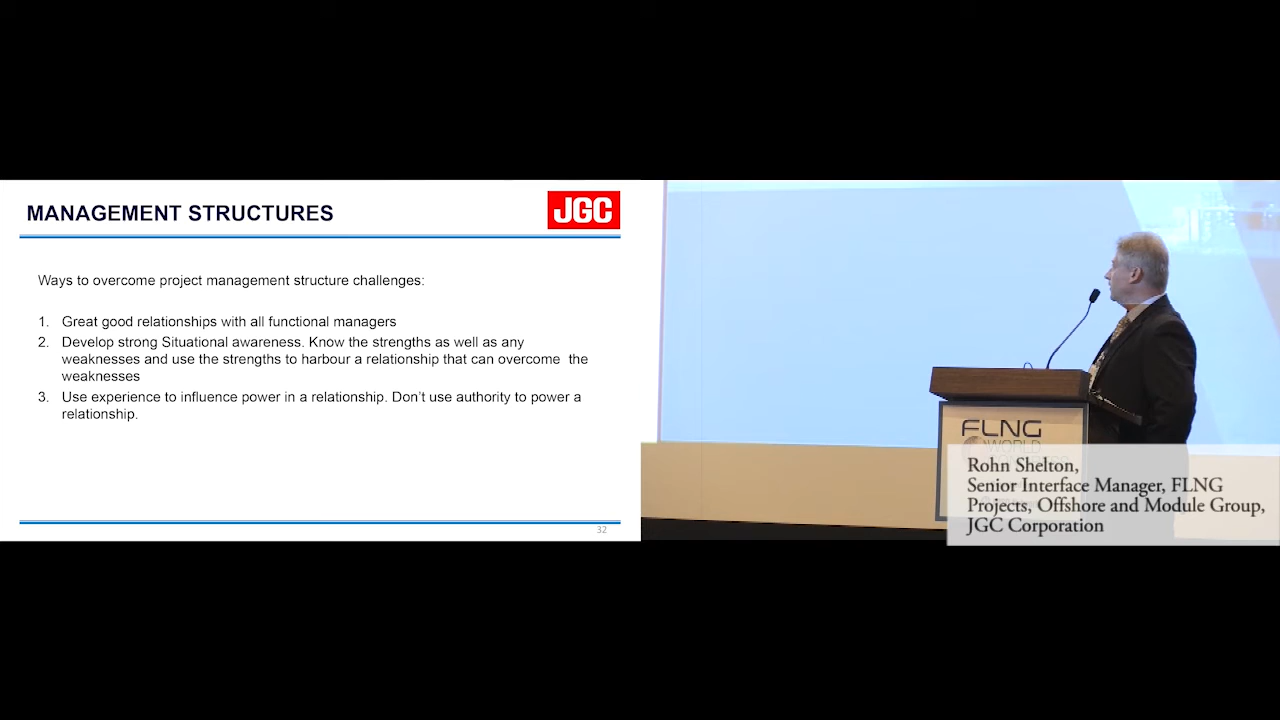 MANAGEMENT STRUCTURES
JGC
Ways to overcome project management structure challenges:
1. Great good relationships with all functional managers
2. Develop strong Situational awareness. Know the strengths as well as any
weaknesses and use the strengths to harbour a relationship that can overcome the
weaknesses
3. Use experience to influence power in a relationship. Don’t use authority to power a
relationship.
32
FLNG
WORLD
Rohn Shelton,
Senior Interface Manager, FLNG
Projects, Offshore and Module Group,
JGC Corporation